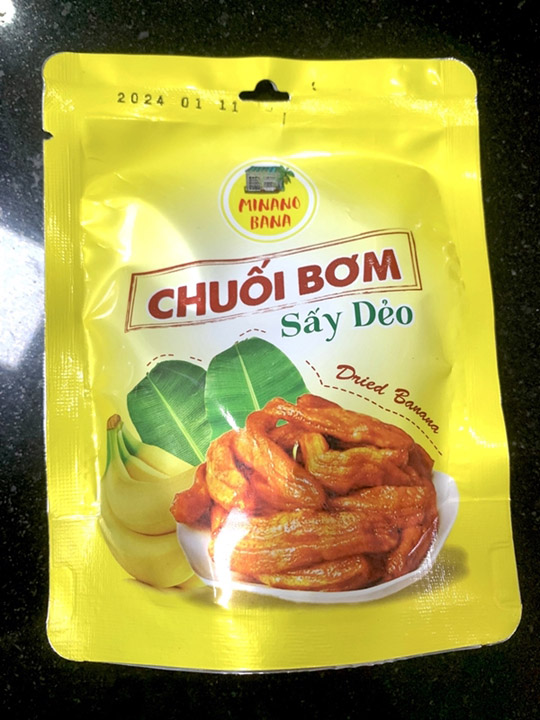 2024 01 11
MINANO
BANA
CHUỐI BƠM
Sấy Dẻo
Dried Banana